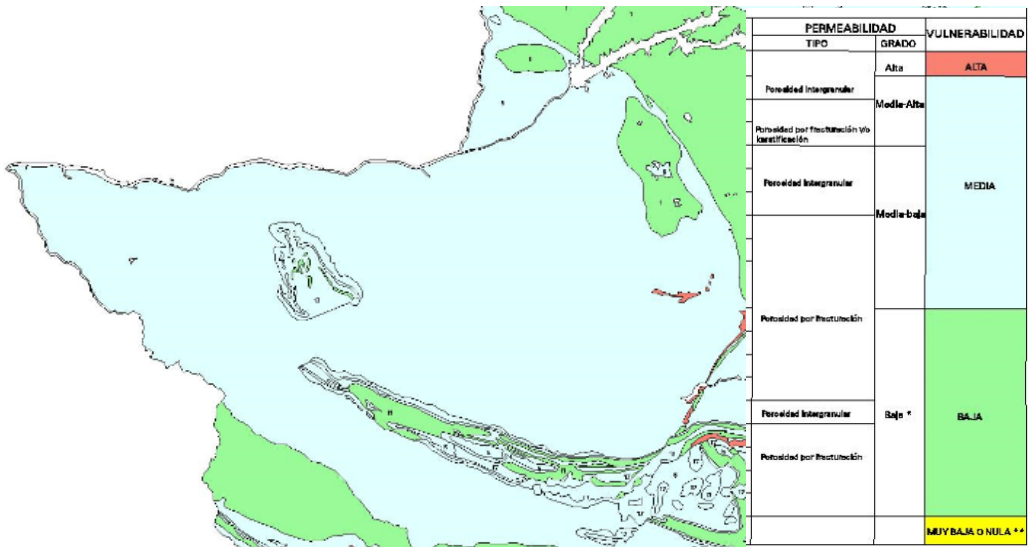 PERMEABILIDAD
VULNERABILIDAD
TIPO
GRADO
Alta
ALTA
Porosidad Intergranular
Media-Alta
Porosidad por fracturación y/o
karstificación
Porosidad Intergranular
MEDIA
Media-baja
Porosidad por fracturación
Porosidad Intergranular
Baja *
BAJA
Porosidad por fracturación
MUY BAJA O NULA **